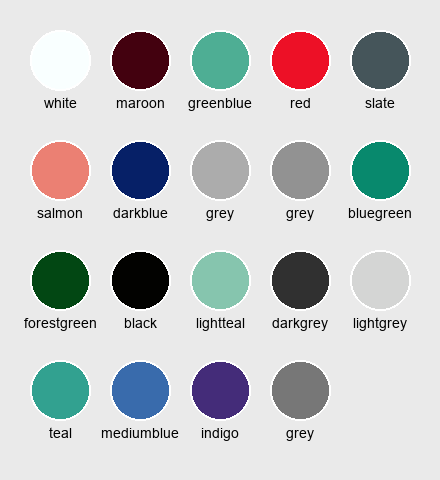 white maroon greenblue red slate
salmon darkblue grey grey bluegreen
forestgreen black lightteal darkgrey lightgrey
teal mediumblue indigo grey